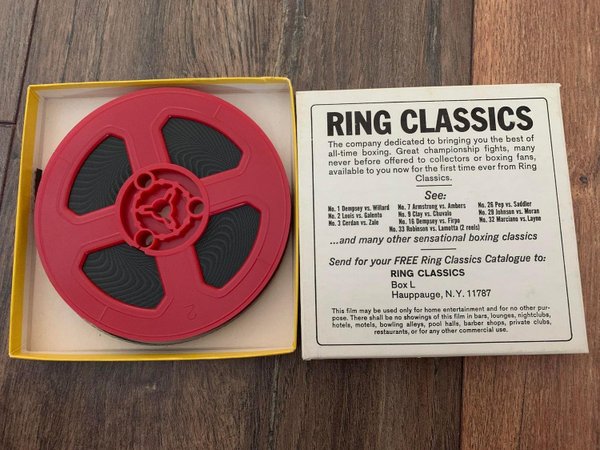 RING CLASSICS
The company dedicated to bringing you the best of
all-time boxing. Great championship fights, many
never before offered to collectors or boxing fans,
available to you now for the first time ever from Ring
Classics.
See:
No. 1 Dempsey vs. Willard No. 7 Armstrong vs. Ambers No. 26 Pep vs. Sadler
No. 2 Louis vs. Galento No. 9 Clay vs. Chuvalo No. 29 Johnson vs. Moran
No. 3 Cerdan vs. Zale No. 16 Dempsey vs. Firpo No. 32 Marciano vs. Layne
No. 33 Robinson vs. Lamotta (2 reels)
...and many other sensational boxing classics
Send for your FREE Ring Classics Catalogue to:
RING CLASSICS
Box L
Hauppauge, N.Y. 11787
This film may be used only for home entertainment and for no other pur-
pose. There shall be no showings of this film in bars, lounges, nightclubs,
hotels, motels, bowling alleys, pool halls, barber shops, private clubs,
restaurants, or for any other commercial use.
2